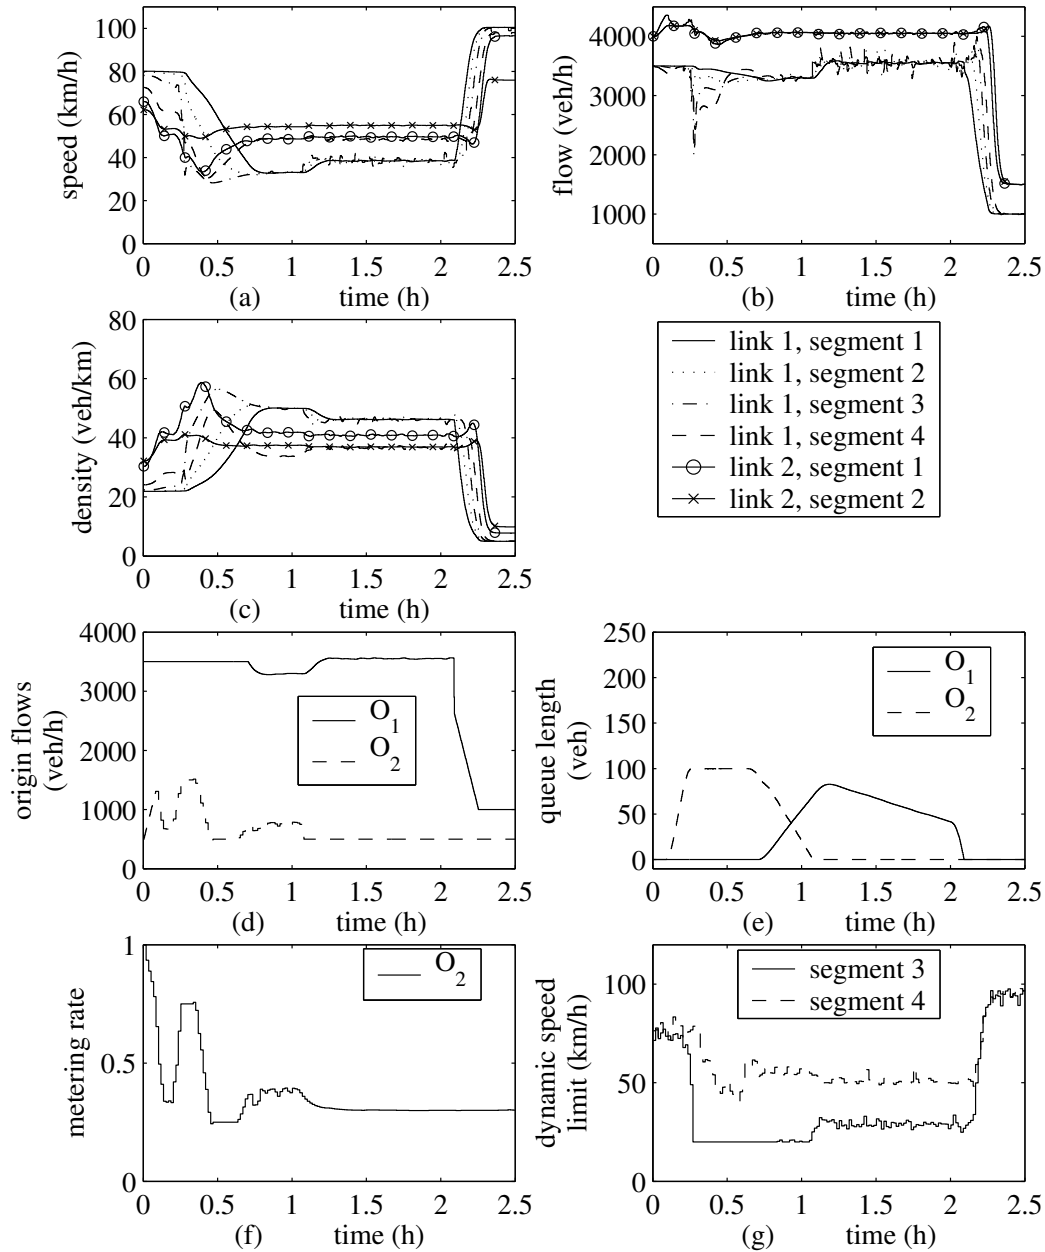 100
80
60
40
20
0
speed (km/h)
0 0.5 1 1.5 2 2.5
(a) time (h)
4000
3000
2000
1000
flow (veh/h)
0 0.5 1 1.5 2 2.5
(b) time (h)
80
60
40
20
0
density (veh/km)
0 0.5 1 1.5 2 2.5
(c) time (h)
link 1, segment 1
link 1, segment 2
link 1, segment 3
link 1, segment 4
link 2, segment 1
link 2, segment 2
4000
3000
2000
1000
0
origin flows
(veh/h)
O1
O2
0 0.5 1 1.5 2 2.5
(d) time (h)
250
200
150
100
50
0
queue length
(veh)
O1
O2
0 0.5 1 1.5 2 2.5
(e) time (h)
1
0.5
0
metering rate
O2
0 0.5 1 1.5 2 2.5
(f) time (h)
100
50
0
dynamic speed
limit (km/h)
segment 3
segment 4
0 0.5 1 1.5 2 2.5
(g) time (h)